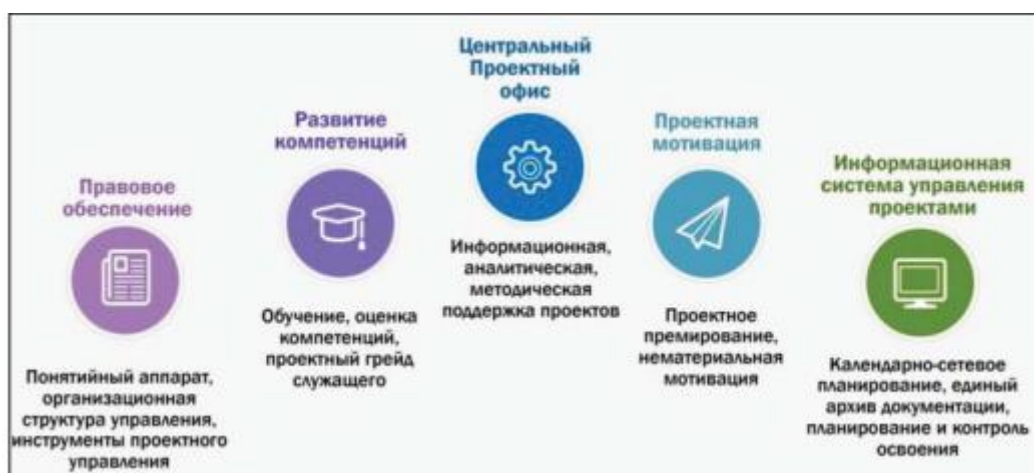 Правовое
обеспечение
Понятийный аппарат,
организационная
структура управления,
инструменты проектного
управления
Развитие
компетенций
Обучение, оценка
компетенций,
проектный грейд
служащего
Центральный
Проектный
офис
Информационная,
аналитическая,
методическая
поддержка проектов
Проектная
мотивация
Проектное
премирование,
нематериальная
мотивация
Информационная
система управления
проектами
Календарно-сетевое
планирование, единый
архив документации,
планирование и контроль
освоения